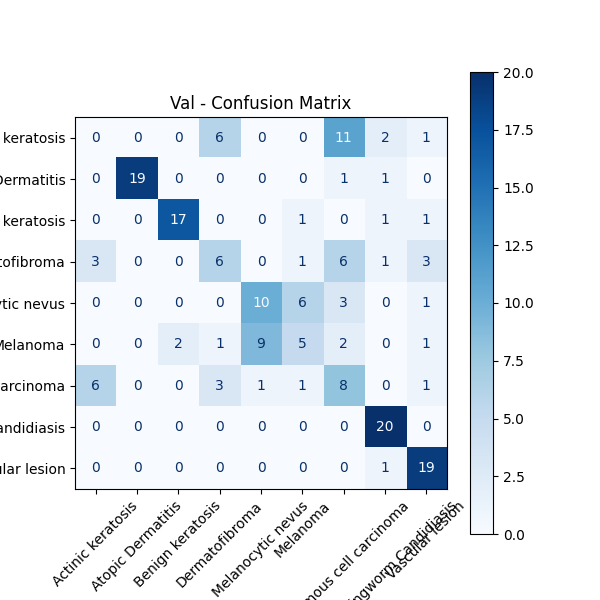 Val - Confusion Matrix
keratosis 0 0 0 6 0 0 11 2 1
Dermatitis 0 19 0 0 0 0 1 1 0
keratosis 0 0 17 0 0 1 0 1 1
tofibroma 3 0 0 6 0 1 6 1 3
ytic nevus 0 0 0 0 10 6 3 0 1
Melanoma 0 0 2 1 9 5 2 0 1
arcinoma 6 0 0 3 1 1 8 0 1
andidiasis 0 0 0 0 0 0 0 20 0
ular lesion 0 0 0 0 0 0 0 1 19
Actinic keratosis
Atopic Dermatitis
Benign keratosis
Dermatofibroma
Melanocytic nevus
Melanoma
mous cell carcinoma
ngworm Candidiasis
Vascular lesion
20.0
17.5
15.0
12.5
10.0
7.5
5.0
2.5
0.0